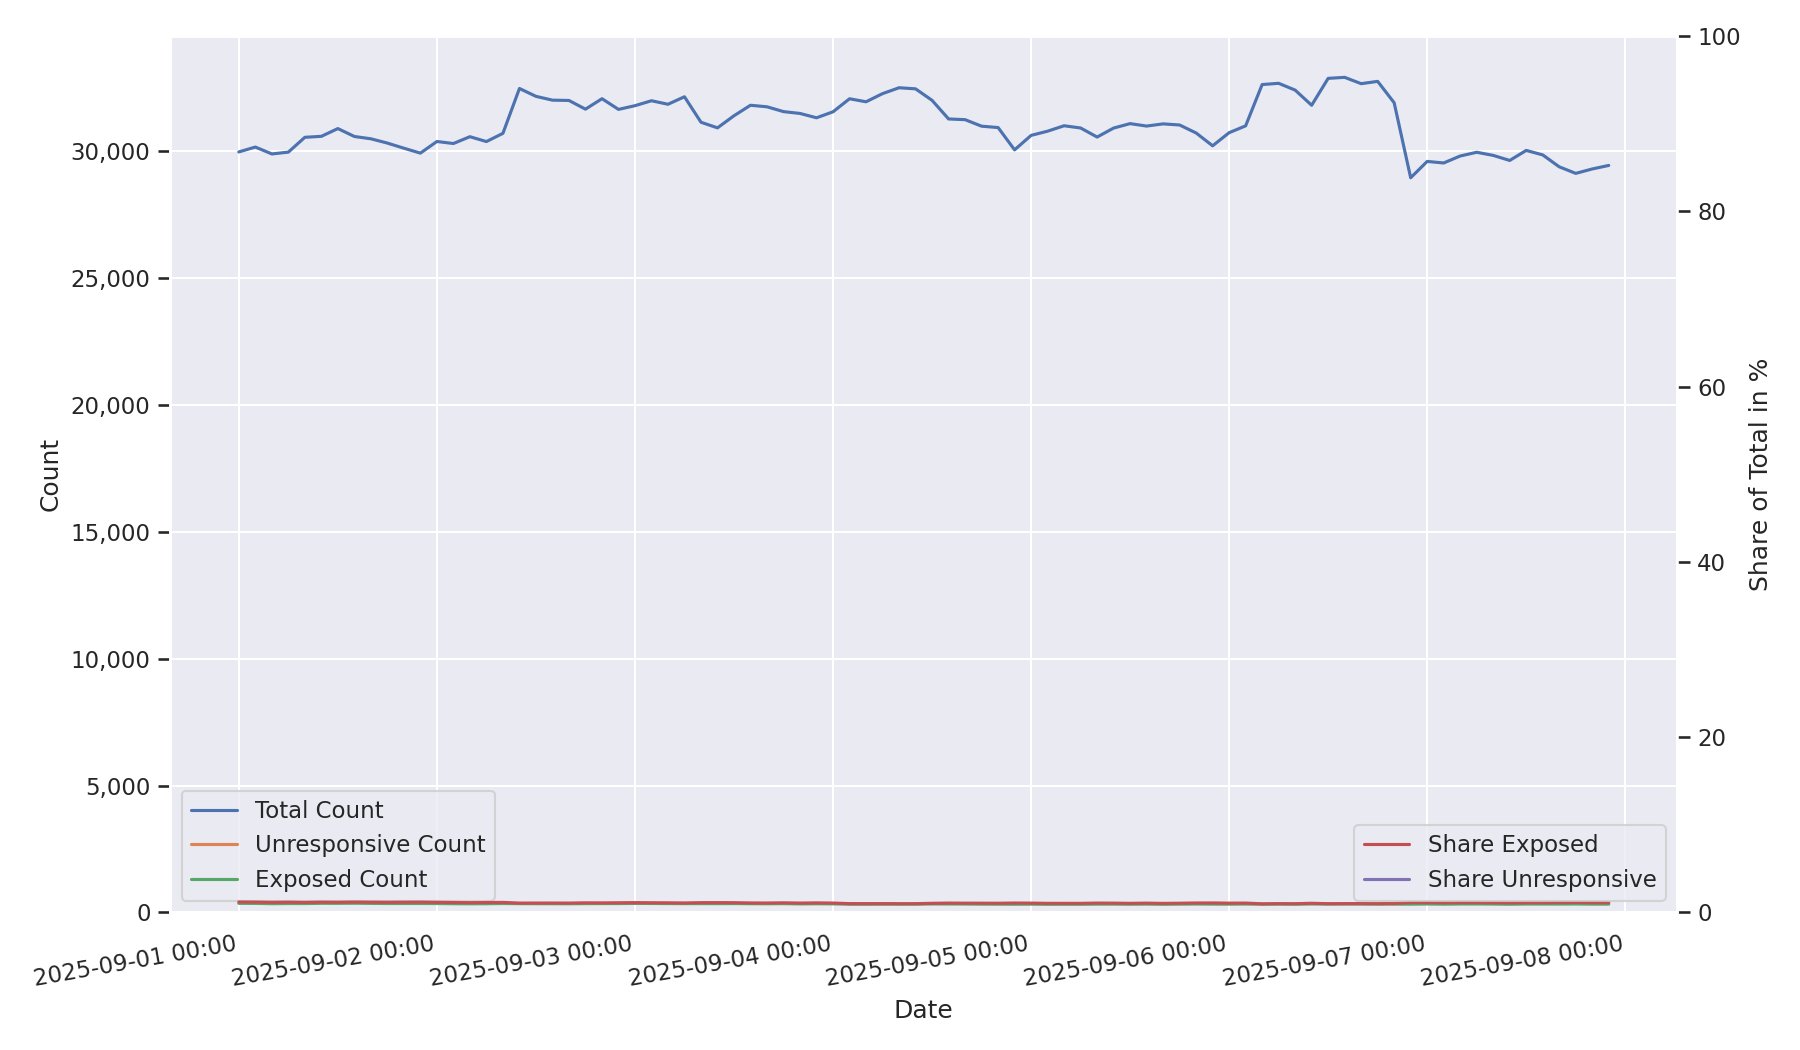 100
80
60
40
20
0
Share of Total in %
30,000
25,000
20,000
15,000
10,000
5,000
0
Count
Total Count
Unresponsive Count
Exposed Count
Share Exposed
Share Unresponsive
2025-09-01 00:00
2025-09-02 00:00
2025-09-03 00:00
2025-09-04 00:00
2025-09-05 00:00
2025-09-06 00:00
2025-09-07 00:00
2025-09-08 00:00
Date